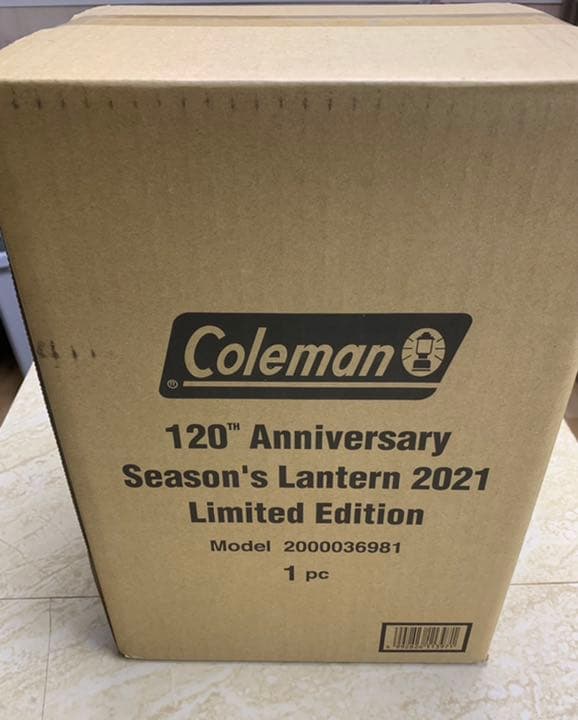 Coleman
®
120TH Anniversary
Season's Lantern 2021
Limited Edition
Model 2000036981
1 pc